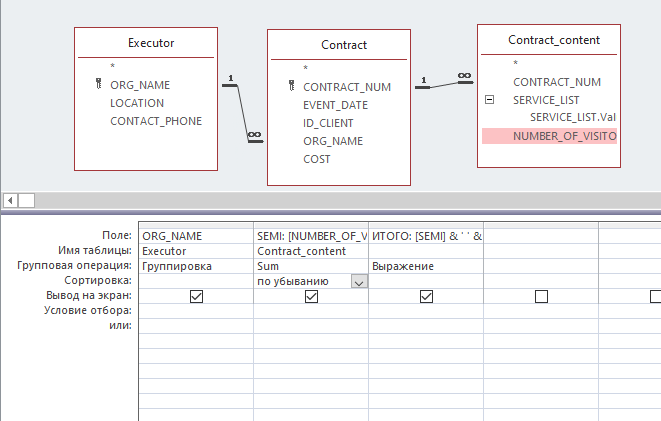 Executor
*
ORG_NAME
LOCATION
CONTACT_PHONE
1
∞
Contract
*
CONTRACT_NUM
EVENT_DATE
ID_CLIENT
ORG_NAME
COST
1
∞
Contract_content
*
CONTRACT_NUM
SERVICE_LIST
SERVICE_LIST.Val
NUMBER_OF_VISITO
Поле: ORG_NAME SEMI: [NUMBER_OF_V ИТОГО: [SEMI] & ' ' &
Имя таблицы: Executor Contract_content
Групповая операция: Группировка Sum Выражение
Сортировка: по убыванию
Вывод на экран:
Условие отбора:
или: